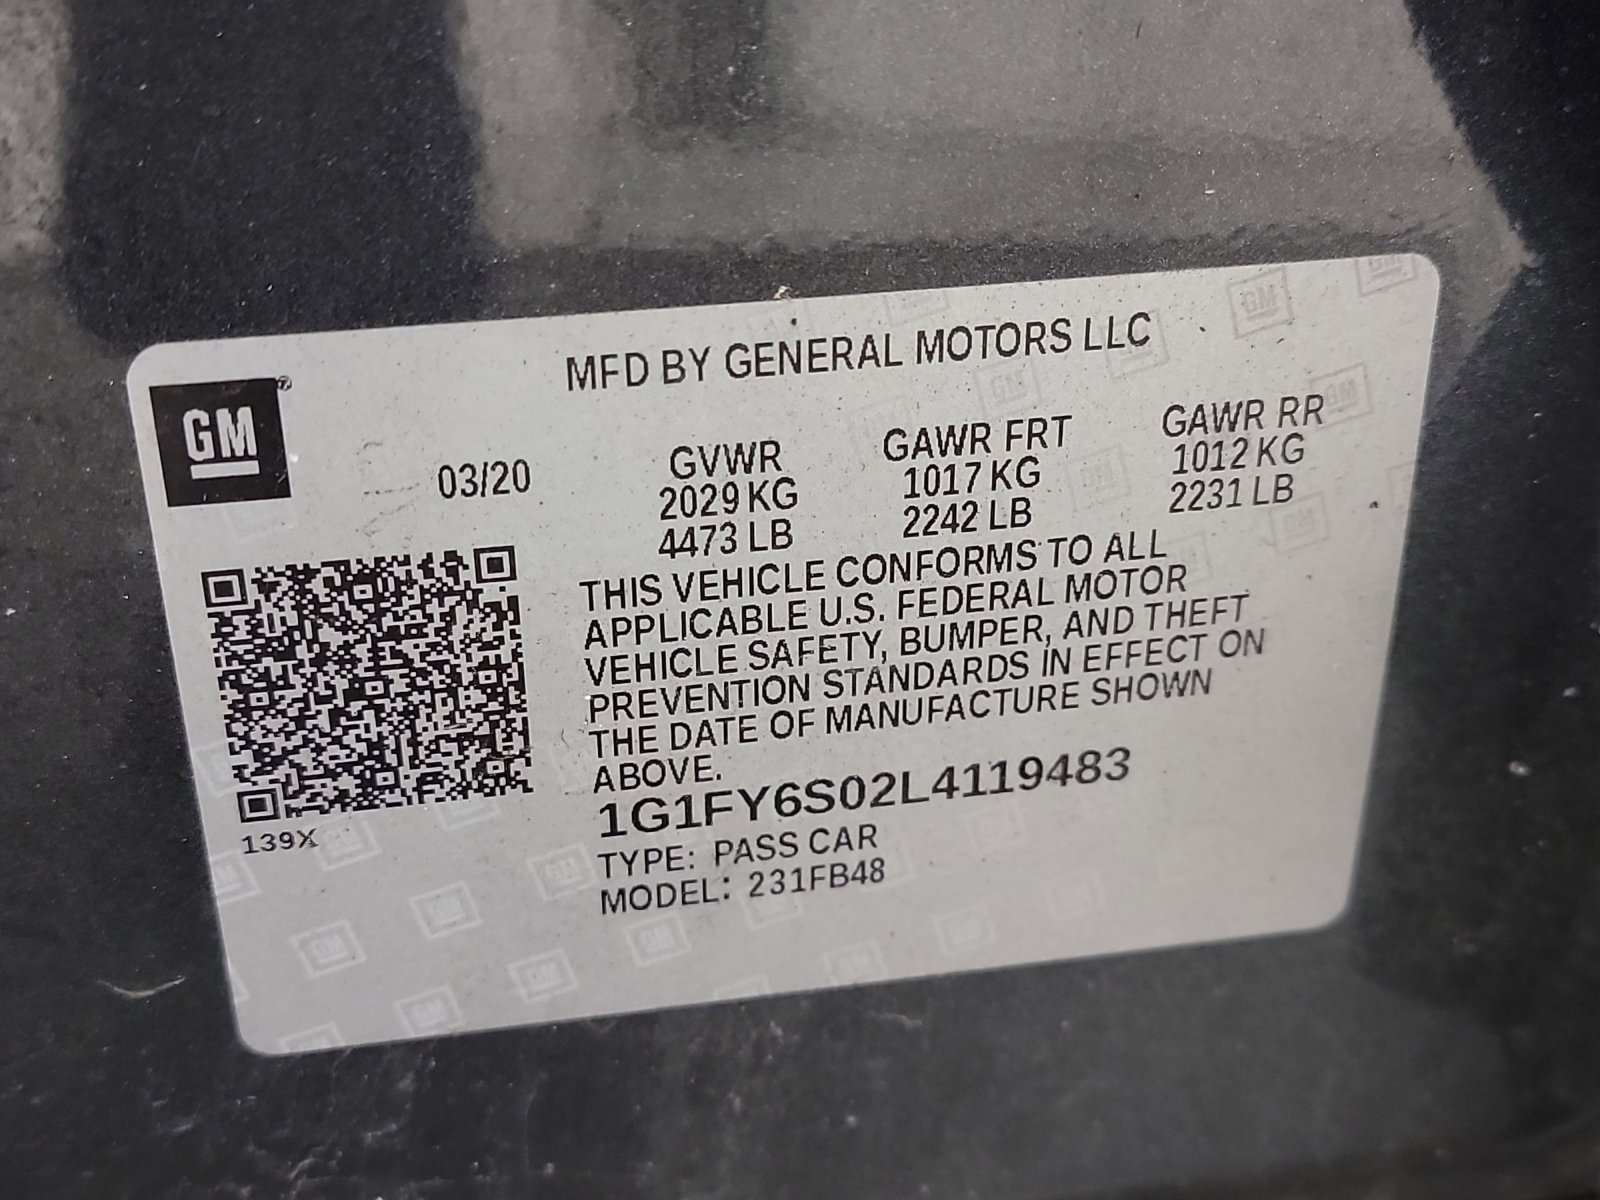 MFD BY GENERAL MOTORS LLC
GM
03/20
GVWR
2029 KG
4473 LB
GAWR FRT
1017 KG
2242 LB
GAWR RR
1012 KG
2231 LB
THIS VEHICLE CONFORMS TO ALL
APPLICABLE U.S. FEDERAL MOTOR
VEHICLE SAFETY, BUMPER, AND THEFT
PREVENTION STANDARDS IN EFFECT ON
THE DATE OF MANUFACTURE SHOWN
ABOVE.
1G1FY6S02L4119483
TYPE: PASS CAR
MODEL: 231FB48
139X